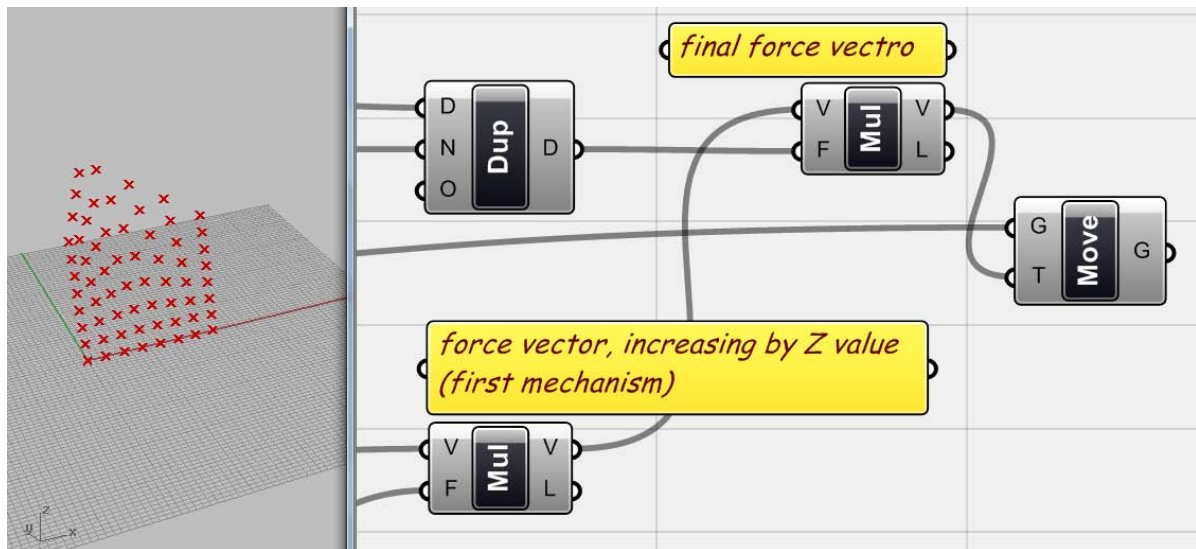 final force vectro
D
N
O
Dup
D
V
F
Mul
V
L
G
T
Move
G
force vector, increasing by Z value
(first mechanism)
V
F
Mul
V
L
z
y
x